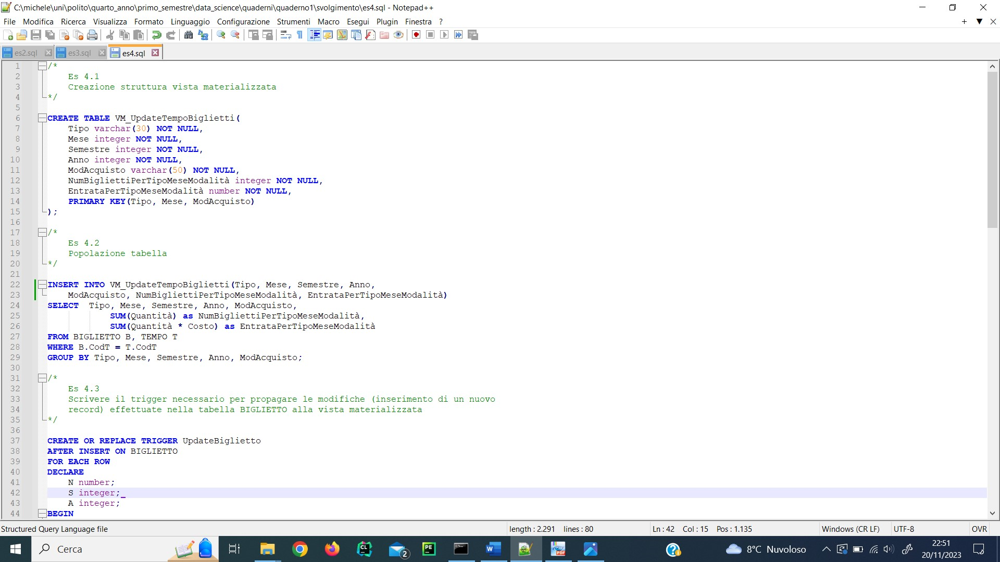 C:\michele\uni\polito\quarto_anno\primo_semestre\data_science\quaderni\quaderno1\svolgimento\es4.sql - Notepad++
File Modifica Ricerca Visualizza Formato Linguaggio Configurazione Strumenti Macro Esegui Plugin Finestra ?
es2.sql es3.sql es4.sql
1 /*
2 Es 4.1
3 Creazione struttura vista materializzata
4 */
5
6 CREATE TABLE VM_UpdateTempoBiglietti(
7 Tipo varchar(30) NOT NULL,
8 Mese integer NOT NULL,
9 Semestre integer NOT NULL,
10 Anno integer NOT NULL,
11 ModAcquisto varchar(50) NOT NULL,
12 NumBigliettiPerTipoMeseModalità integer NOT NULL,
13 EntrataPerTipoMeseModalità number NOT NULL,
14 PRIMARY KEY(Tipo, Mese, ModAcquisto)
15 );
16
17 /*
18 Es 4.2
19 Popolazione tabella
20 */
21
22 INSERT INTO VM_UpdateTempoBiglietti(Tipo, Mese, Semestre, Anno,
23 ModAcquisto, NumBigliettiPerTipoMeseModalità, EntrataPerTipoMeseModalità)
24 SELECT Tipo, Mese, Semestre, Anno, ModAcquisto,
25 SUM(Quantità) as NumBigliettiPerTipoMeseModalità,
26 SUM(Quantità * Costo) as EntrataPerTipoMeseModalità
27 FROM BIGLIETTO B, TEMPO T
28 WHERE B.CodT = T.CodT
29 GROUP BY Tipo, Mese, Semestre, Anno, ModAcquisto;
30
31 /*
32 Es 4.3
33 Scrivere il trigger necessario per propagare le modifiche (inserimento di un nuovo
34 record) effettuate nella tabella BIGLIETTO alla vista materializzata
35 */
36
37 CREATE OR REPLACE TRIGGER UpdateBiglietto
38 AFTER INSERT ON BIGLIETTO
39 FOR EACH ROW
40 DECLARE
41 N number;
42 S integer;
43 A integer;
44 BEGIN
Structured Query Language file length : 2.291 lines : 80 Ln : 42 Col : 15 Pos : 1.135 Windows (CR LF) UTF-8 OVR
Cerca CL 2 PE W PDF 8°C Nuvoloso 22:51
20/11/2023